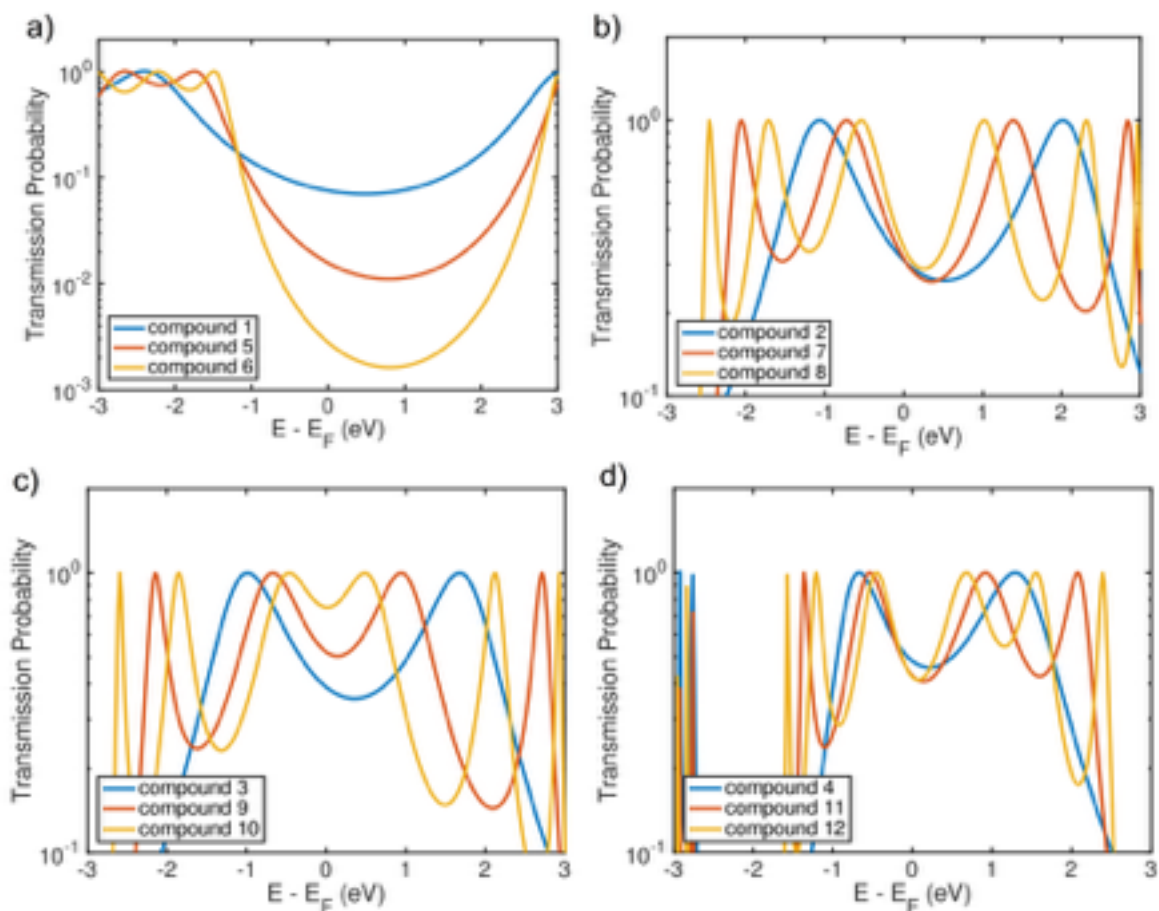 a)
Transmission Probability
10^0
10^-1
10^-2
10^-3
compound 1
compound 5
compound 6
-3 -2 -1 0 1 2 3
E - E_F (eV)
b)
Transmission Probability
10^0
10^-1
compound 2
compound 7
compound 8
-3 -2 -1 0 1 2 3
E - E_F (eV)
c)
Transmission Probability
10^0
10^-1
compound 3
compound 9
compound 10
-3 -2 -1 0 1 2 3
E - E_F (eV)
d)
Transmission Probability
10^0
10^-1
compound 4
compound 11
compound 12
-3 -2 -1 0 1 2 3
E - E_F (eV)